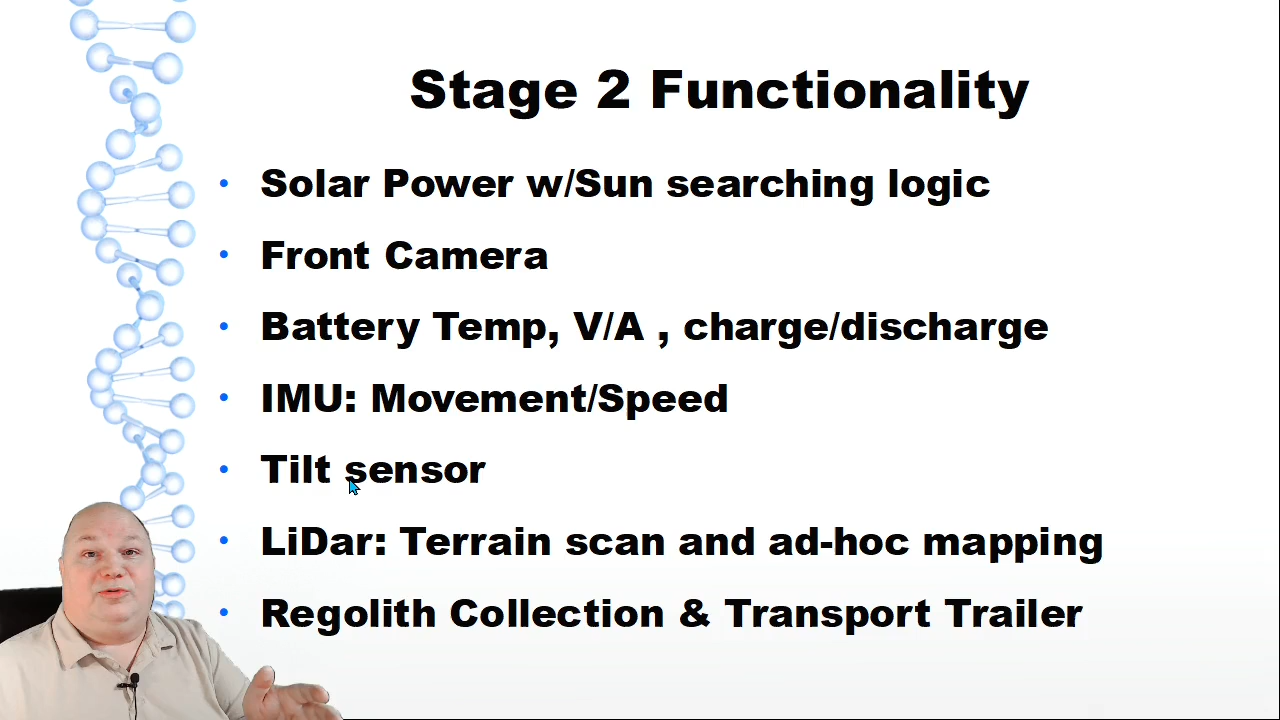 Stage 2 Functionality
• Solar Power w/Sun searching logic
• Front Camera
• Battery Temp, V/A , charge/discharge
• IMU: Movement/Speed
• Tilt sensor
• LiDar: Terrain scan and ad-hoc mapping
• Regolith Collection & Transport Trailer